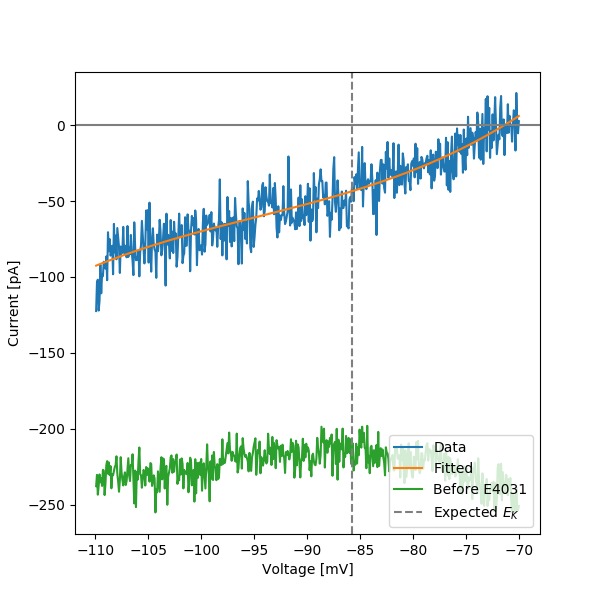 0
−50
−100
−150
−200
−250
Current [pA]
Data
Fitted
Before E4031
Expected E_K
−110
−105
−100
−95
−90
−85
−80
−75
−70
Voltage [mV]